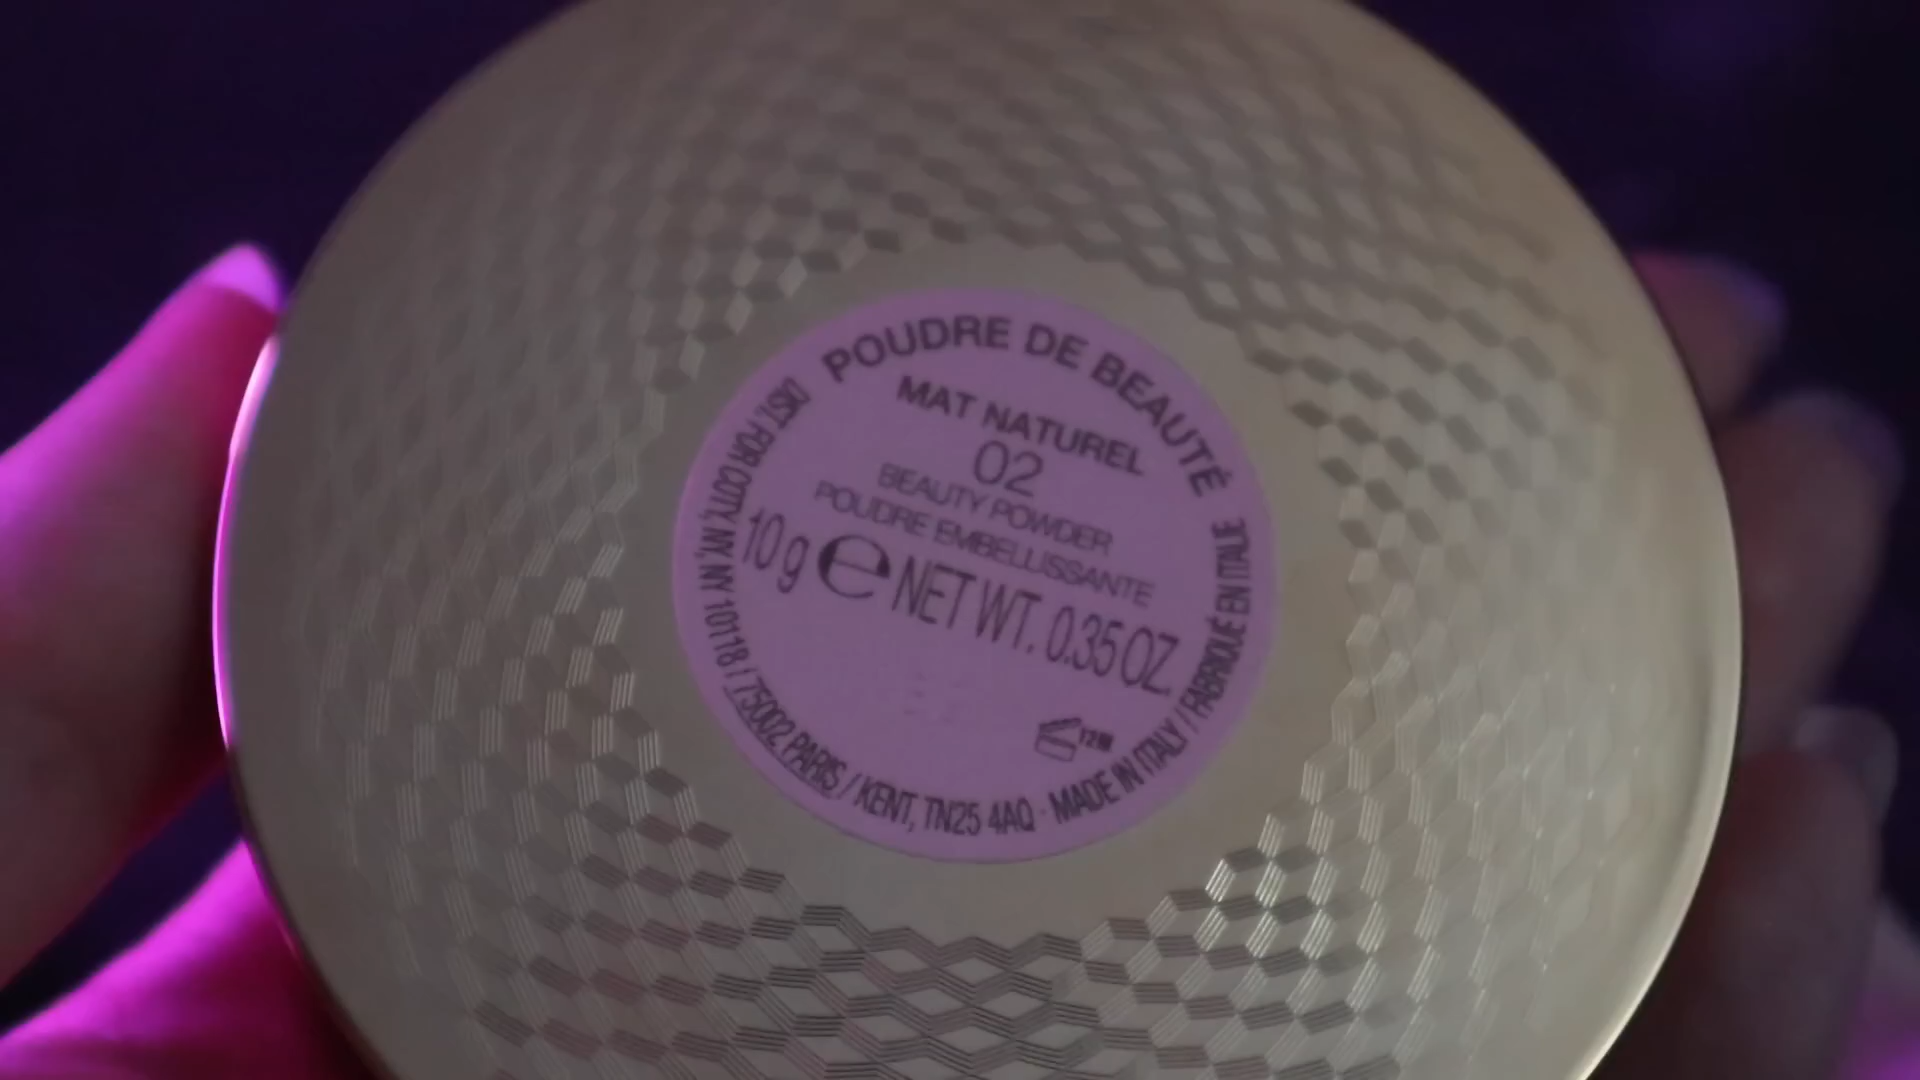 POUDRE DE BEAUTÉ
MAT NATUREL
02
BEAUTY POWDER
POUDRE EMBELLISSANTE
10 g e NET WT. 0.35 OZ.
12M
DIST. FOR COTY, NY, NY 10118 / 75002 PARIS / KENT, TN25 4AQ · MADE IN ITALY / FABRIQUÉ EN ITALIE